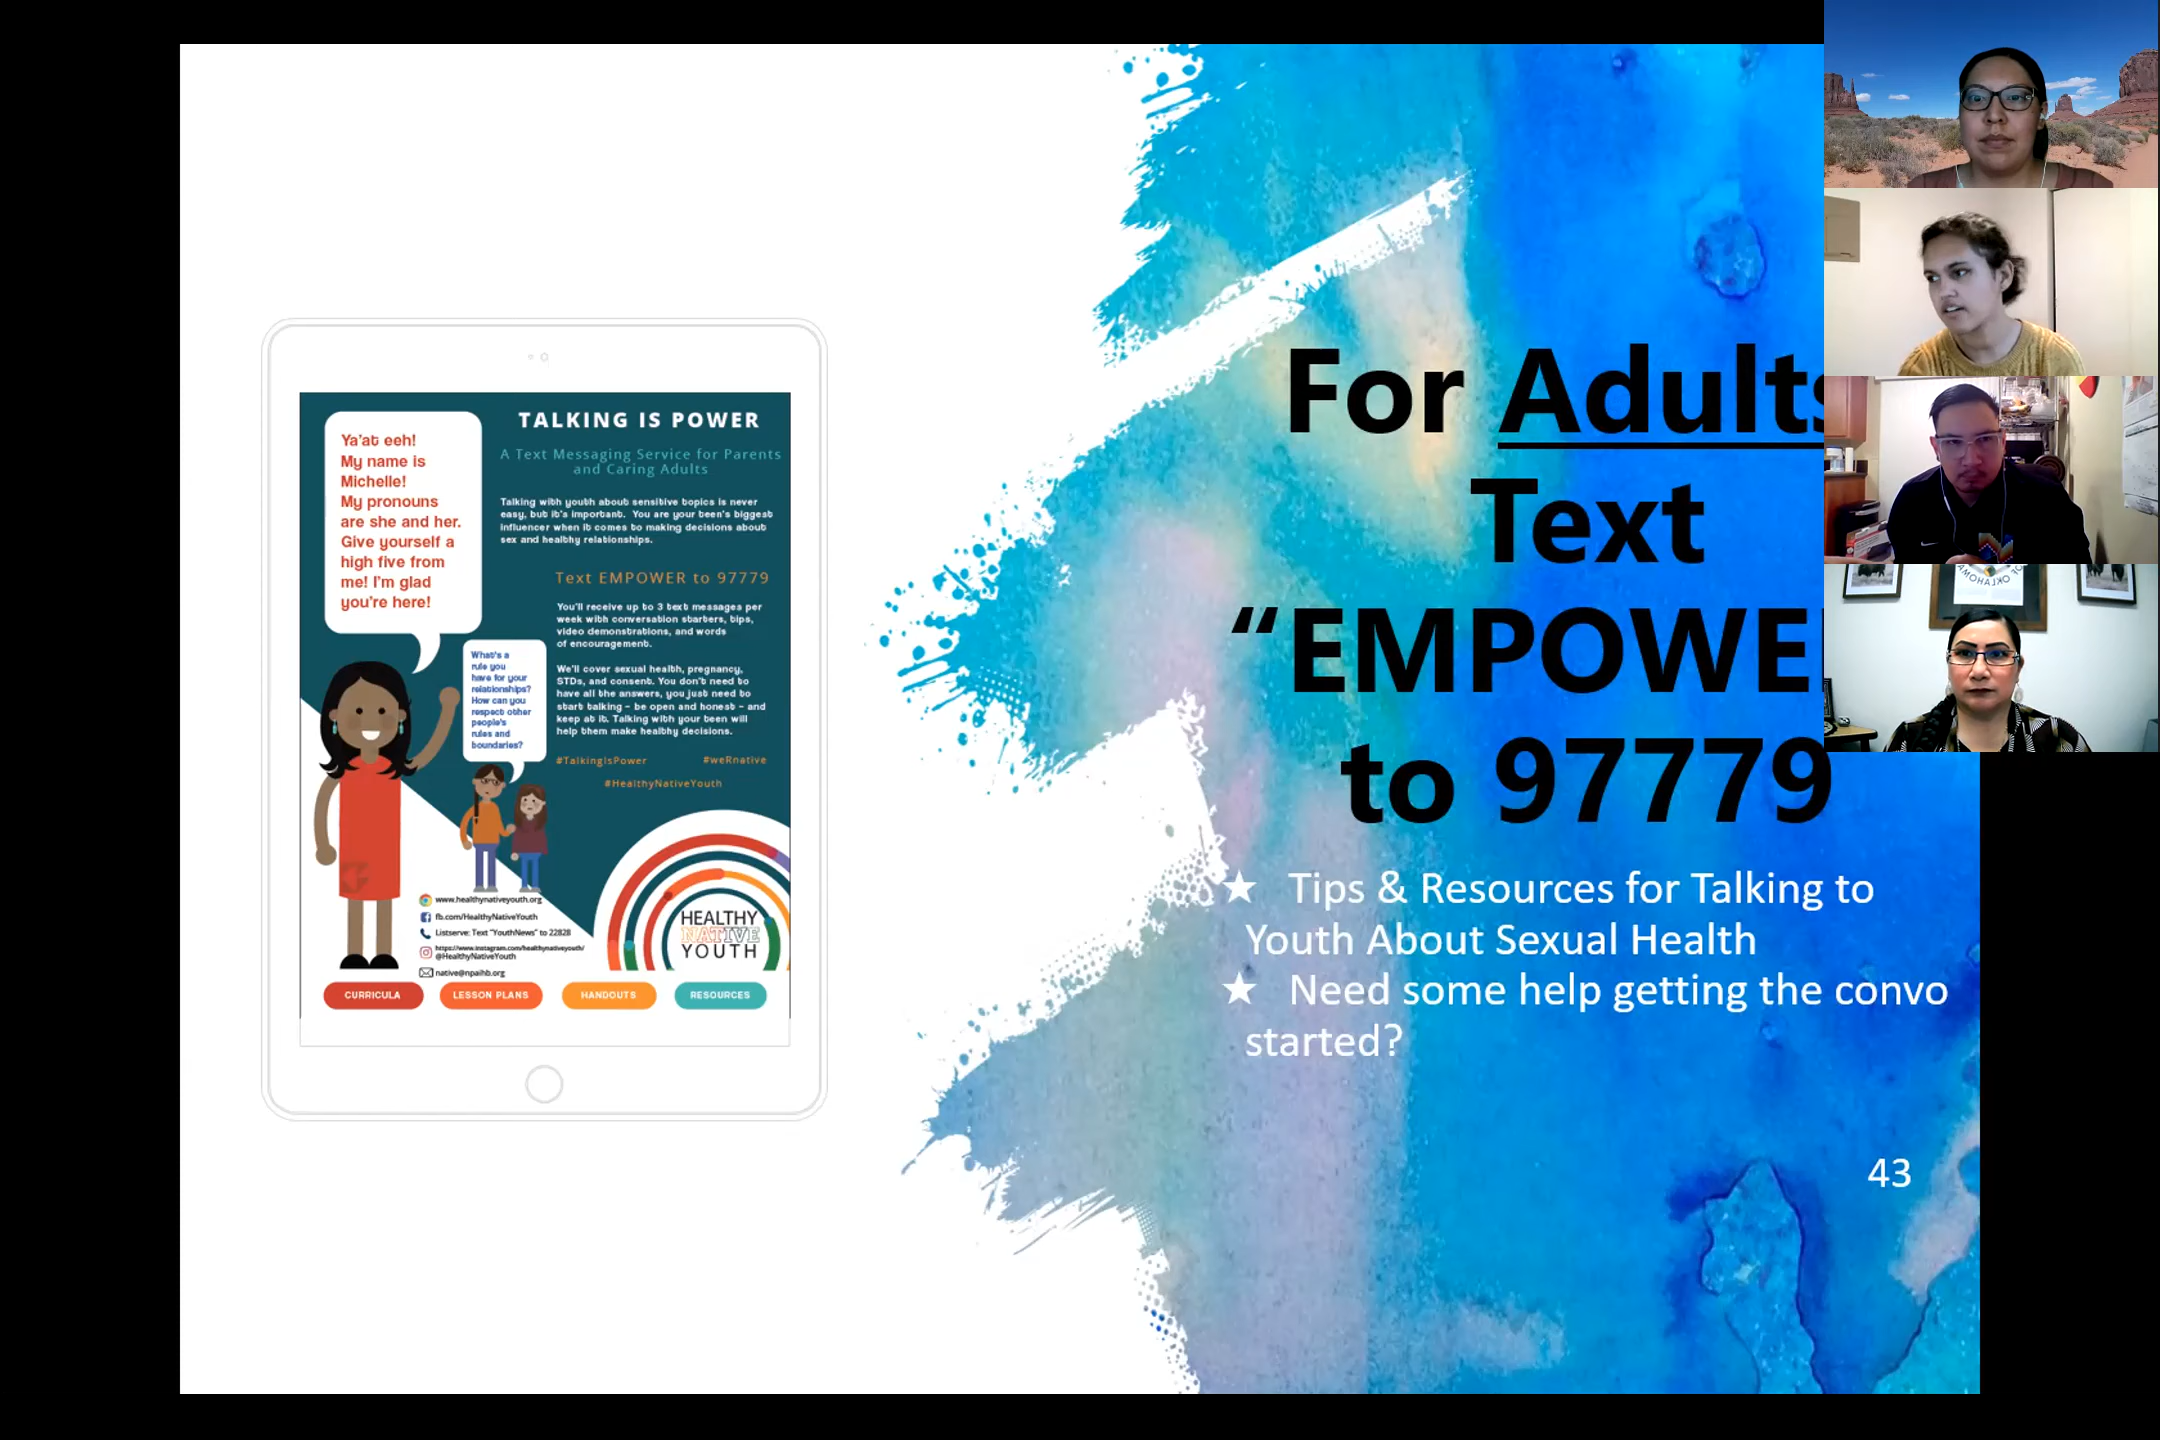 Ya'at eeh!
My name is
Michelle!
My pronouns
are she and her.
Give yourself a
high five from
me! I'm glad
you're here!
TALKING IS POWER
A Text Messaging Service for Parents
and Caring Adults
Talking with youth about sensitive topics is never
easy, but it's important. You are your teen's biggest
influencer when it comes to making decisions about
sex and healthy relationships.
Text EMPOWER to 97779
You'll receive up to 3 text messages per
week with conversation starters, tips,
video demonstrations, and words
of encouragement.
We'll cover sexual health, pregnancy,
STDs, and consent. You don't need to
have all the answers, you just need to
start talking – be open and honest – and
keep at it. Talking with your teen will
help them make healthy decisions.
#TalkingIsPower #weRnative
#HealthyNativeYouth
What's a
rule you
have for your
relationships?
How can you
respect other
people's
rules and
boundaries?
www.healthynativeyouth.org
fb.com/HealthyNativeYouth
Listserve: Text "YouthNews" to 22828
https://www.instagram.com/healthynativeyouth/
@HealthyNativeYouth
native@npaihb.org
HEALTHY
NATIVE
YOUTH
CURRICULA LESSON PLANS HANDOUTS RESOURCES
For Adults
Text
“EMPOWE
to 97779
★ Tips & Resources for Talking to
Youth About Sexual Health
★ Need some help getting the convo
started?
43
OF OKLAHOMA